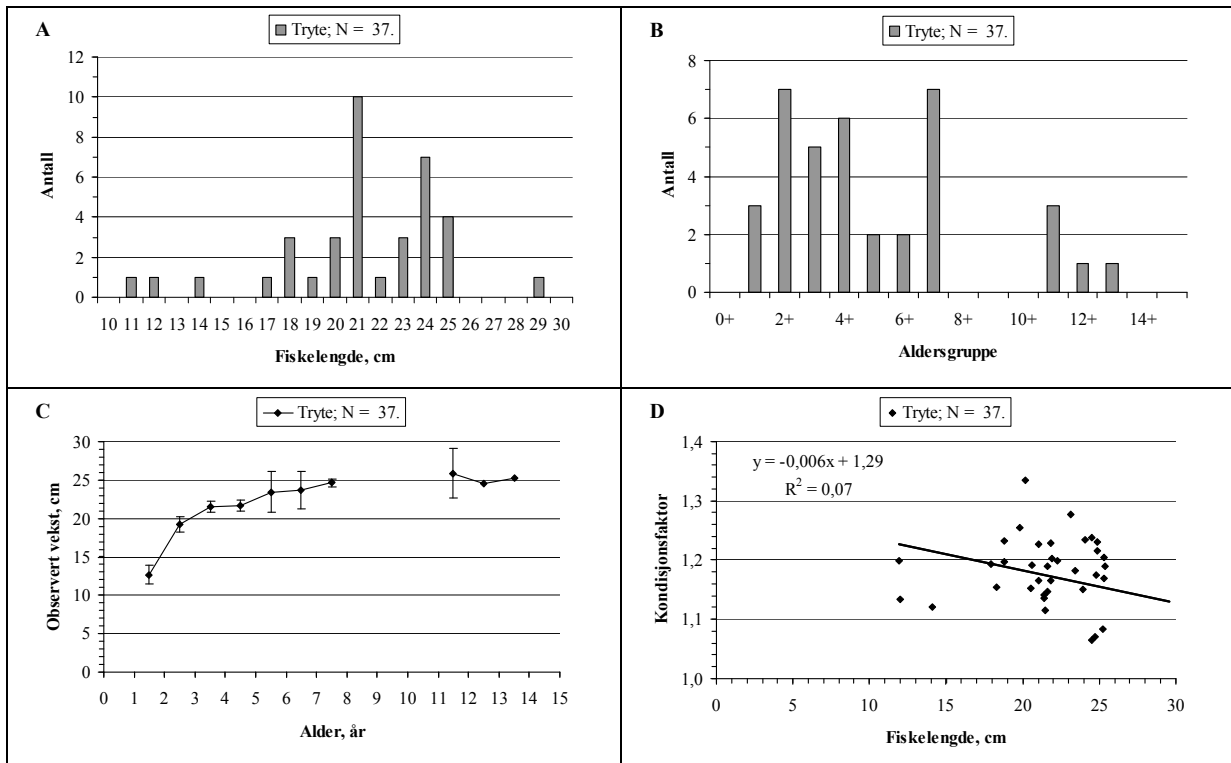 A
Tryte; N = 37.
Antall
12
10
8
6
4
2
0
10 11 12 13 14 15 16 17 18 19 20 21 22 23 24 25 26 27 28 29 30
Fiskelengde, cm
B
Tryte; N = 37.
Antall
8
6
4
2
0
0+ 2+ 4+ 6+ 8+ 10+ 12+ 14+
Aldersgruppe
C
Tryte; N = 37.
Observert vekst, cm
30
25
20
15
10
5
0
0 1 2 3 4 5 6 7 8 9 10 11 12 13 14 15
Alder, år
D
Tryte; N = 37.
y = -0,006x + 1,29
R2 = 0,07
Kondisjonsfaktor
1,4
1,3
1,2
1,1
1,0
0 5 10 15 20 25 30
Fiskelengde, cm